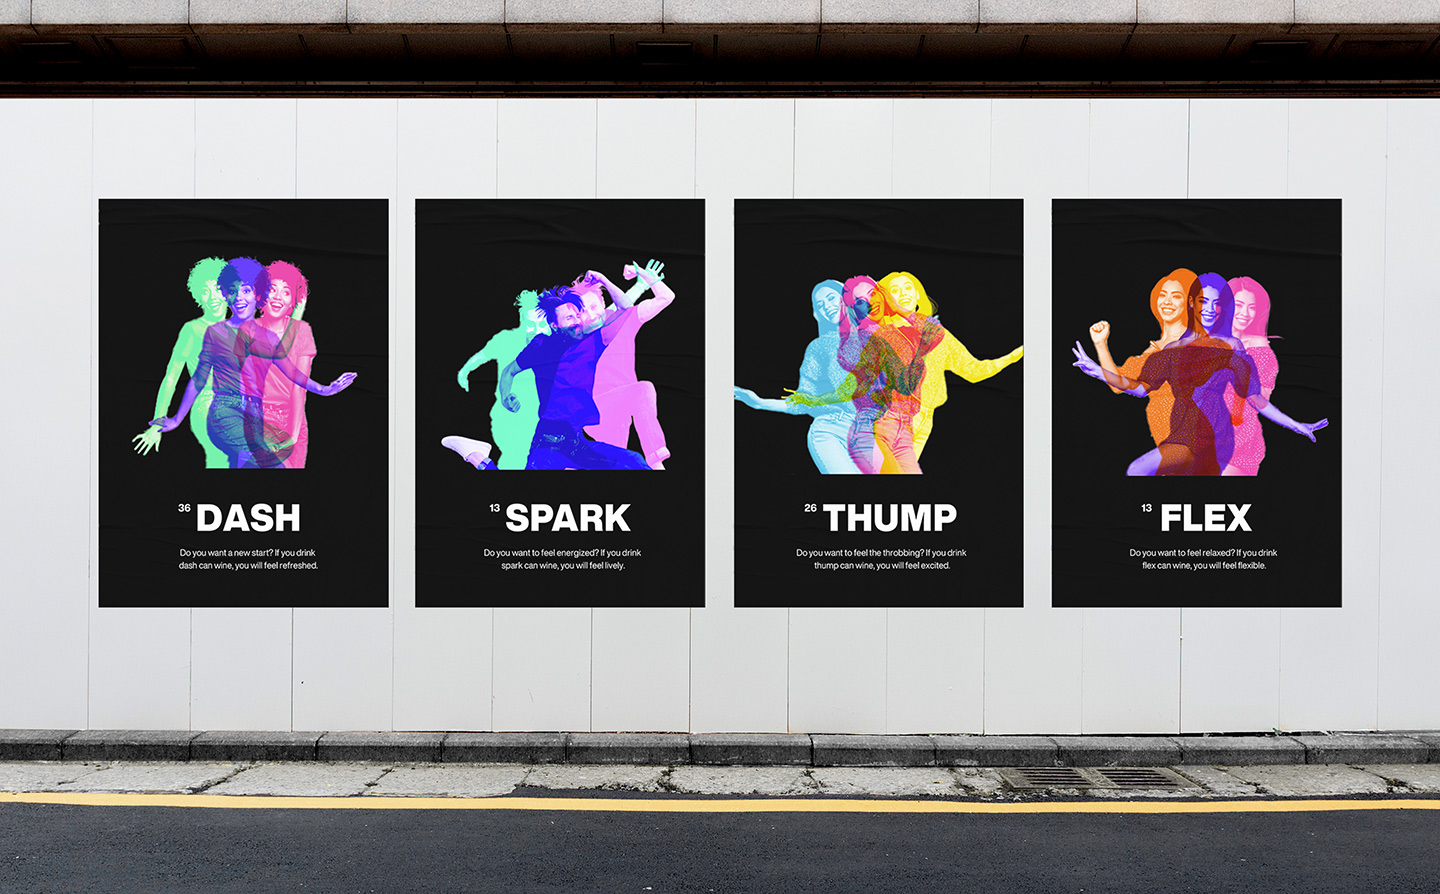 36 DASH
Do you want a new start? If you drink
dash can wine, you will feel refreshed.
13 SPARK
Do you want to feel energized? If you drink
spark can wine, you will feel lively.
26 THUMP
Do you want to feel the throbbing? If you drink
thump can wine, you will feel excited.
13 FLEX
Do you want to feel relaxed? If you drink
flex can wine, you will feel flexible.